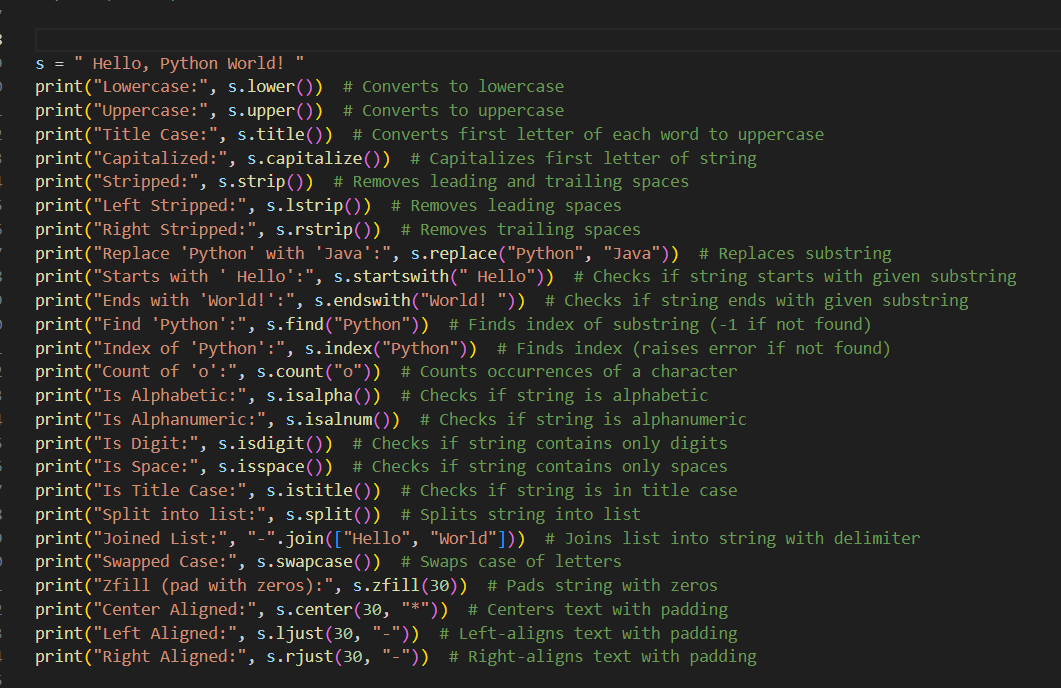 s = " Hello, Python World! "
print("Lowercase:", s.lower())  # Converts to lowercase
print("Uppercase:", s.upper())  # Converts to uppercase
print("Title Case:", s.title())  # Converts first letter of each word to uppercase
print("Capitalized:", s.capitalize())  # Capitalizes first letter of string
print("Stripped:", s.strip())  # Removes leading and trailing spaces
print("Left Stripped:", s.lstrip())  # Removes leading spaces
print("Right Stripped:", s.rstrip())  # Removes trailing spaces
print("Replace 'Python' with 'Java':", s.replace("Python", "Java"))  # Replaces substring
print("Starts with ' Hello':", s.startswith(" Hello"))  # Checks if string starts with given substring
print("Ends with 'World!':", s.endswith("World! "))  # Checks if string ends with given substring
print("Find 'Python':", s.find("Python"))  # Finds index of substring (-1 if not found)
print("Index of 'Python':", s.index("Python"))  # Finds index (raises error if not found)
print("Count of 'o':", s.count("o"))  # Counts occurrences of a character
print("Is Alphabetic:", s.isalpha())  # Checks if string is alphabetic
print("Is Alphanumeric:", s.isalnum())  # Checks if string is alphanumeric
print("Is Digit:", s.isdigit())  # Checks if string contains only digits
print("Is Space:", s.isspace())  # Checks if string contains only spaces
print("Is Title Case:", s.istitle())  # Checks if string is in title case
print("Split into list:", s.split())  # Splits string into list
print("Joined List:", "-".join(["Hello", "World"]))  # Joins list into string with delimiter
print("Swapped Case:", s.swapcase())  # Swaps case of letters
print("Zfill (pad with zeros):", s.zfill(30))  # Pads string with zeros
print("Center Aligned:", s.center(30, "*"))  # Centers text with padding
print("Left Aligned:", s.ljust(30, "-"))  # Left-aligns text with padding
print("Right Aligned:", s.rjust(30, "-"))  # Right-aligns text with padding